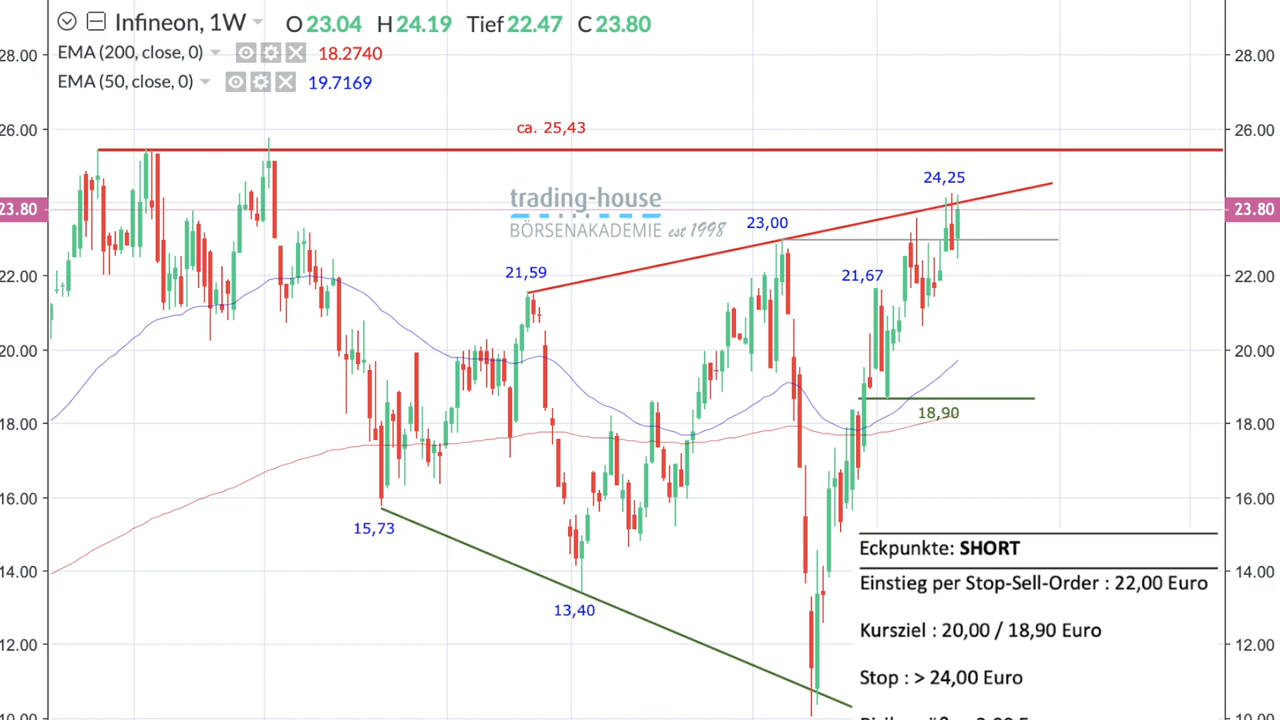 Infineon, 1W O 23.04 H 24.19 Tief 22.47 C 23.80
EMA (200, close, 0) 18.2740
EMA (50, close, 0) 19.7169
28.00 28.00
26.00 26.00
ca. 25,43
24,25
trading-house
BÖRSENAKADEMIE est 1998
23.80 23.80
23,00
21,59
21,67
22.00 22.00
20.00 20.00
18,90
18.00 18.00
16.00 16.00
15,73
14.00 14.00
13,40
12.00 12.00
10.00 10.00
Eckpunkte: SHORT
Einstieg per Stop-Sell-Order : 22,00 Euro
Kursziel : 20,00 / 18,90 Euro
Stop : > 24,00 Euro